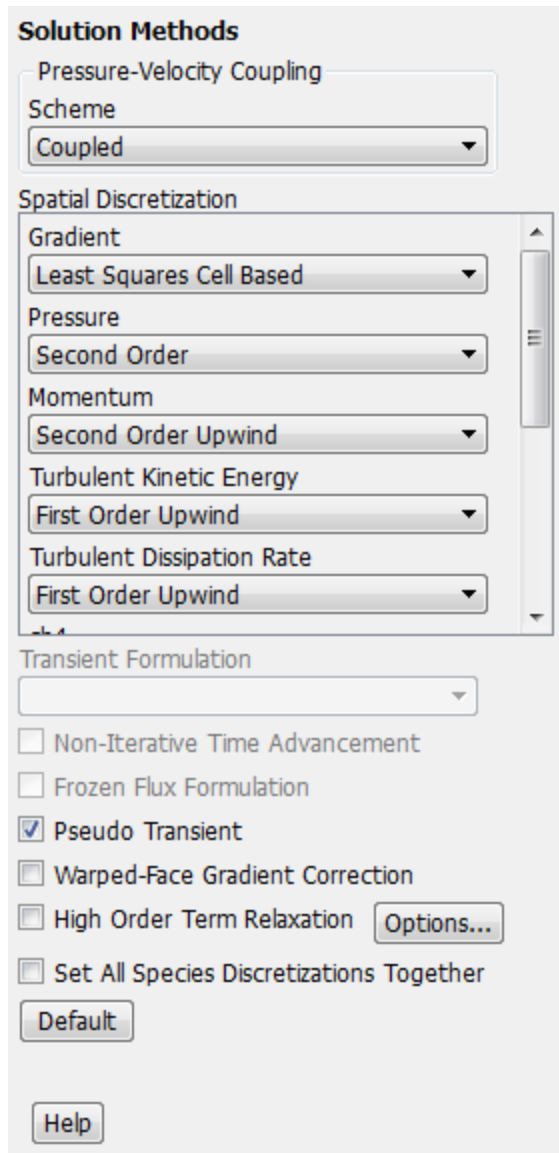 Solution Methods
Pressure-Velocity Coupling
Scheme
Coupled
Spatial Discretization
Gradient
Least Squares Cell Based
Pressure
Second Order
Momentum
Second Order Upwind
Turbulent Kinetic Energy
First Order Upwind
Turbulent Dissipation Rate
First Order Upwind
Transient Formulation
Non-Iterative Time Advancement
Frozen Flux Formulation
Pseudo Transient
Warped-Face Gradient Correction
High Order Term Relaxation Options...
Set All Species Discretizations Together
Default
Help